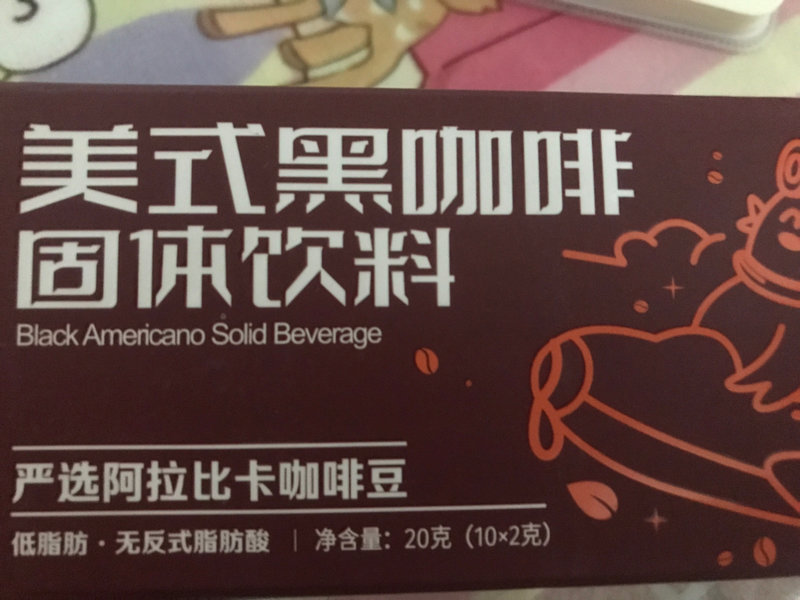 美式黑咖啡
固体饮料
Black Americano Solid Beverage
严选阿拉比卡咖啡豆
低脂肪·无反式脂肪酸 | 净含量：20克（10×2克）